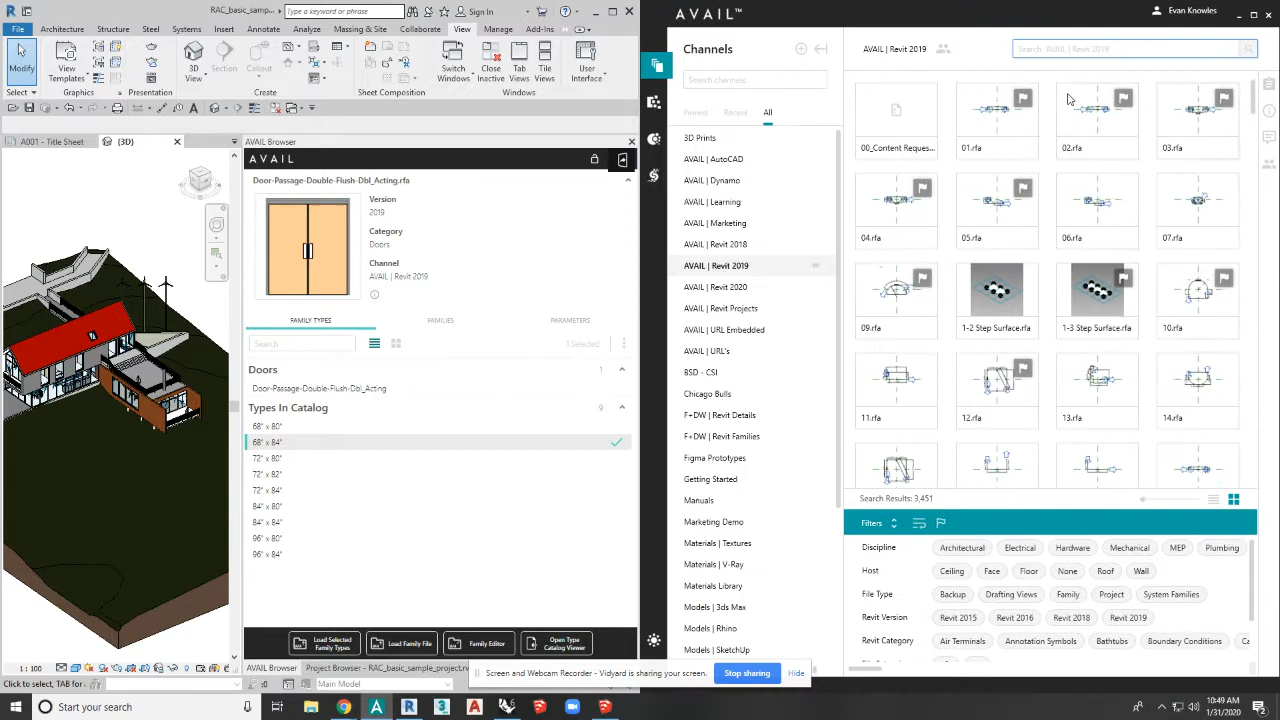 RAC_basic_samp...
Type a keyword or phrase
Sign In
File
Architecture
Structure
Steel
Systems
Insert
Annotate
Analyze
Massing & Site
Collaborate
View
Manage
Add-Ins
Modify
View Templates
3D View
Section
Callout
Switch Windows
Close Inactive
Tab Views
User Interface
Select
Graphics
Presentation
Create
Sheet Composition
Windows
A001 - Title Sheet
{3D}
AVAIL Browser
AVAIL
Door-Passage-Double-Flush-Dbl_Acting.rfa
Version
2019
Category
Doors
Channel
AVAIL | Revit 2019
FAMILY TYPES
FAMILIES
PARAMETERS
Search
1 Selected
Doors
1
Door-Passage-Double-Flush-Dbl_Acting
Types In Catalog
9
68" x 80"
68" x 84"
72" x 80"
72" x 82"
72" x 84"
84" x 80"
84" x 84"
96" x 80"
96" x 84"
Load Selected Family Types
Load Family File
Family Editor
Open Type Catalog Viewer
1 : 100
AVAIL Browser
Project Browser - RAC_basic_sample_project.rv
Click to select, TAB for a
Main Model
Screen and Webcam Recorder - Vidyard is sharing your screen.
Stop sharing
Hide
AVAIL™
Evan Knowles
Channels
Search channels
Pinned
Recent
All
3D Prints
AVAIL | AutoCAD
AVAIL | Dynamo
AVAIL | Learning
AVAIL | Marketing
AVAIL | Revit 2018
AVAIL | Revit 2019
AVAIL | Revit 2020
AVAIL | Revit Projects
AVAIL | URL Embedded
AVAIL | URL's
BSD - CSI
Chicago Bulls
F+DW | Revit Details
F+DW | Revit Families
Figma Prototypes
Getting Started
Manuals
Marketing Demo
Materials | Textures
Materials | V-Ray
Materials Library
Models | 3ds Max
Models | Rhino
Models | SketchUp
AVAIL | Revit 2019
Search AVAIL | Revit 2019
00_Content Reques...
01.rfa
02.rfa
03.rfa
04.rfa
05.rfa
06.rfa
07.rfa
09.rfa
1-2 Step Surface.rfa
1-3 Step Surface.rfa
10.rfa
11.rfa
12.rfa
13.rfa
14.rfa
Search Results: 3,451
Filters
Discipline
Architectural
Electrical
Hardware
Mechanical
MEP
Plumbing
Host
Ceiling
Face
Floor
None
Roof
Wall
File Type
Backup
Drafting Views
Family
Project
System Families
Revit Version
Revit 2015
Revit 2016
Revit 2018
Revit 2019
Revit Category
Air Terminals
Annotation Symbols
Bathtubs
Boundary Conditions
Ca
Type here to search
10:49 AM
1/31/2020
2